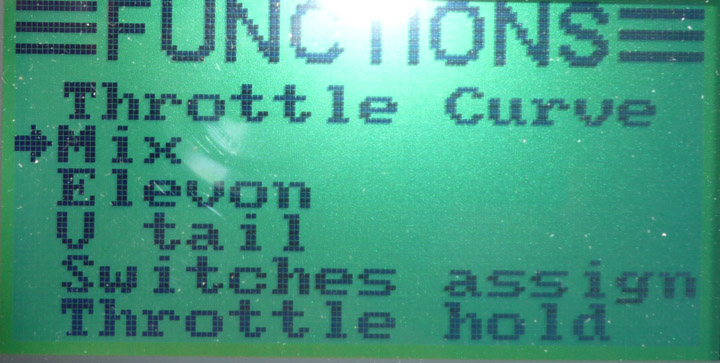 FUNCTIONS
Throttle Curve
Mix
Elevon
V tail
Switches assign
Throttle hold